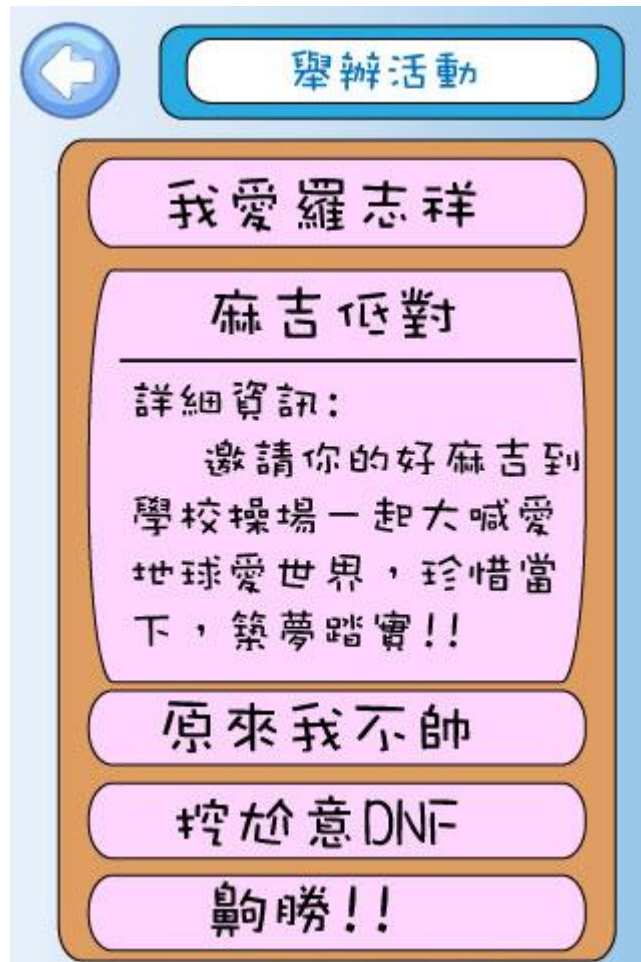 舉辦活動
我愛羅志祥
麻吉低對
詳細資訊:
邀請你的好麻吉到
學校操場一起大喊愛
地球愛世界，珍惜當
下，築夢踏實!!
原來我不帥
挖尬意DNF
齁勝!!